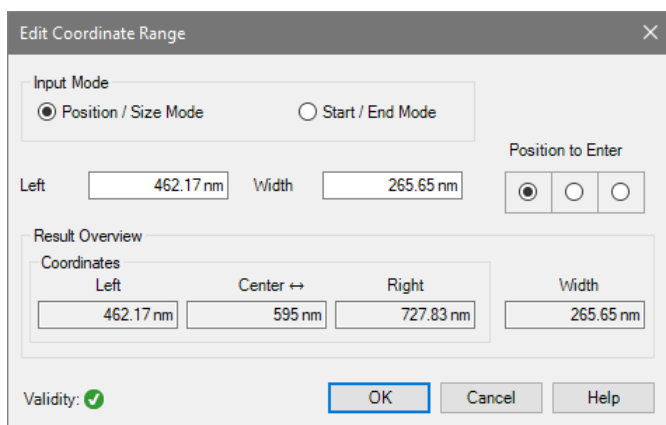 Edit Coordinate Range
Input Mode
Position / Size Mode
Start / End Mode
Position to Enter
Left
462.17 nm
Width
265.65 nm
Result Overview
Coordinates
Left
Center ↔
Right
Width
462.17 nm
595 nm
727.83 nm
265.65 nm
Validity:
OK
Cancel
Help